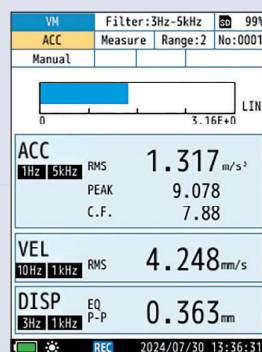 VM Filter:3Hz-5kHz SD 99%
ACC Measure Range:2 No:0001
Manual
LIN
0 3.16E+0
ACC
1Hz 5kHz RMS 1.317 m/s²
PEAK 9.078
C.F. 7.88
VEL
10Hz 1kHz RMS 4.248 mm/s
DISP EQ
3Hz 1kHz P-P 0.363 mm
REC 2024/07/30 13:36:31